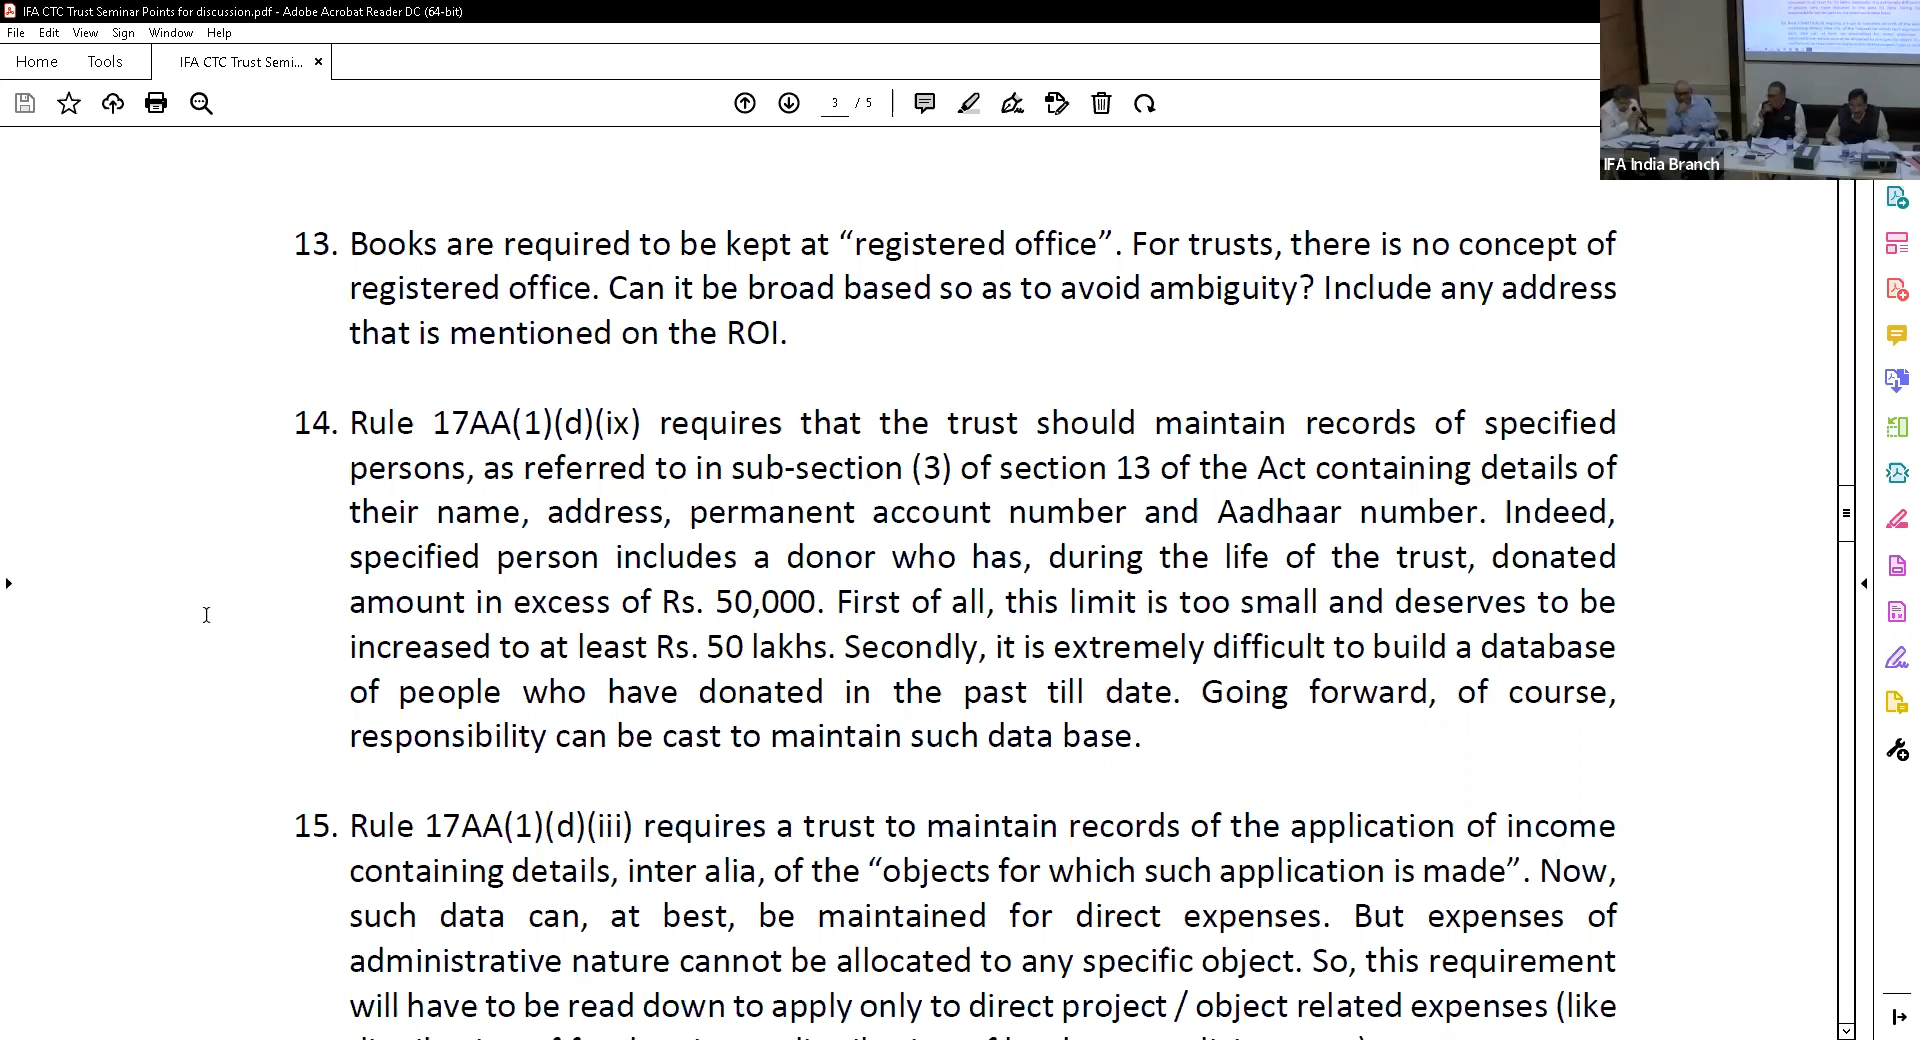 IFA CTC Trust Seminar Points for discussion.pdf - Adobe Acrobat Reader DC (64-bit)
File Edit View Sign Window Help
Home Tools IFA CTC Trust Semi... ×
3 / 5
IFA India Branch
13. Books are required to be kept at “registered office”. For trusts, there is no concept of
registered office. Can it be broad based so as to avoid ambiguity? Include any address
that is mentioned on the ROI.
14. Rule 17AA(1)(d)(ix) requires that the trust should maintain records of specified
persons, as referred to in sub-section (3) of section 13 of the Act containing details of
their name, address, permanent account number and Aadhaar number. Indeed,
specified person includes a donor who has, during the life of the trust, donated
amount in excess of Rs. 50,000. First of all, this limit is too small and deserves to be
increased to at least Rs. 50 lakhs. Secondly, it is extremely difficult to build a database
of people who have donated in the past till date. Going forward, of course,
responsibility can be cast to maintain such data base.
15. Rule 17AA(1)(d)(iii) requires a trust to maintain records of the application of income
containing details, inter alia, of the “objects for which such application is made”. Now,
such data can, at best, be maintained for direct expenses. But expenses of
administrative nature cannot be allocated to any specific object. So, this requirement
will have to be read down to apply only to direct project / object related expenses (like